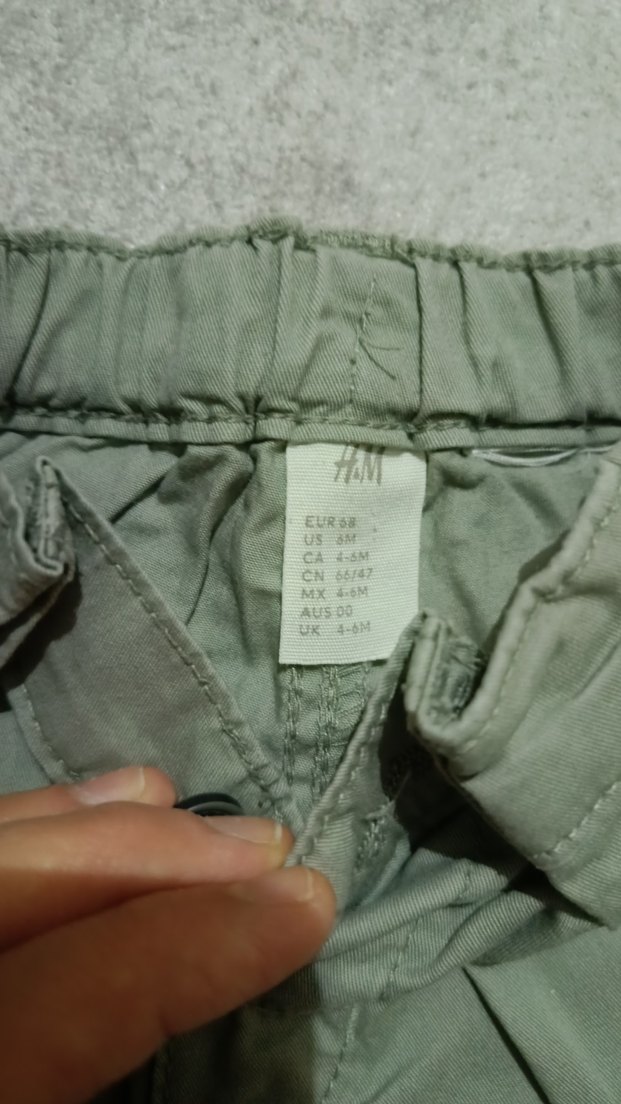 H&M
EUR 68
US 6M
CA 4-6M
CN 66/47
MX 4-6M
AUS 00
UK 4-6M